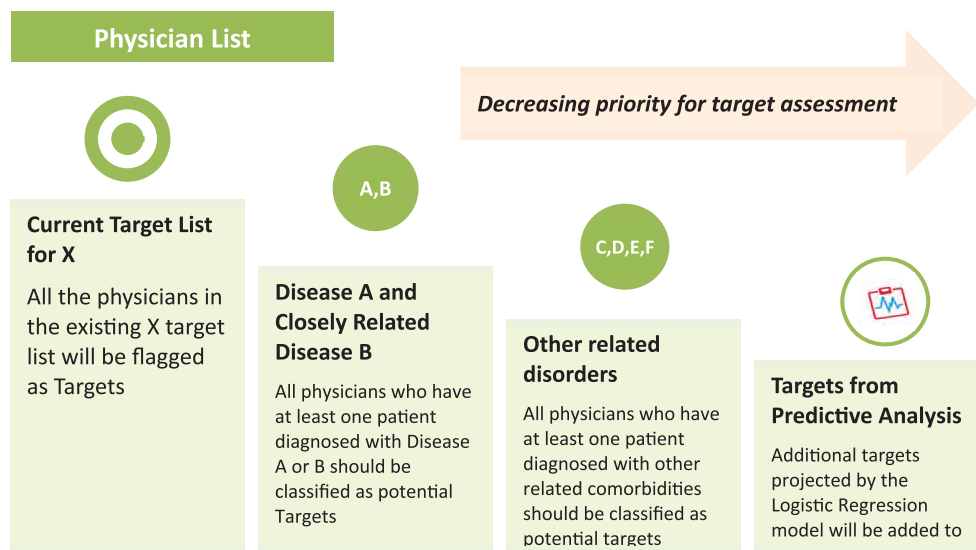 Physician List
Decreasing priority for target assessment
A,B
C,D,E,F
Current Target List
for X
All the physicians in
the existing X target
list will be flagged
as Targets
Disease A and
Closely Related
Disease B
All physicians who have
at least one patient
diagnosed with Disease
A or B should be
classified as potential
Targets
Other related
disorders
All physicians who have
at least one patient
diagnosed with other
related comorbidities
should be classified as
potential targets
Targets from
Predictive Analysis
Additional targets
projected by the
Logistic Regression
model will be added to